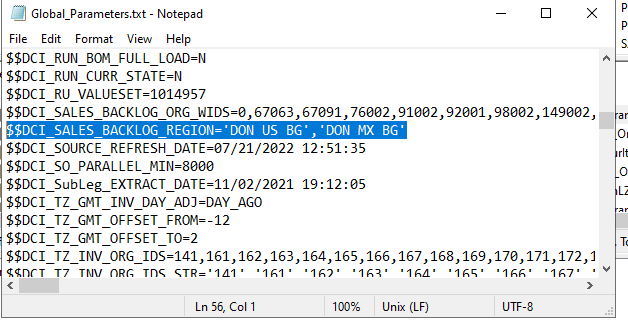 Global_Parameters.txt - Notepad
File Edit Format View Help
$$DCI_RUN_BOM_FULL_LOAD=N
$$DCI_RUN_CURR_STATE=N
$$DCI_RU_VALUESET=1014957
$$DCI_SALES_BACKLOG_ORG_WIDS=0,67063,67091,76002,91002,92001,98002,149002,
$$DCI_SALES_BACKLOG_REGION='DON US BG','DON MX BG'
$$DCI_SOURCE_REFRESH_DATE=07/21/2022 12:51:35
$$DCI_SO_PARALLEL_MIN=8000
$$DCI_SubLeg_EXTRACT_DATE=11/02/2021 19:12:05
$$DCI_TZ_GMT_INV_DAY_ADJ=DAY_AGO
$$DCI_TZ_GMT_OFFSET_FROM=-12
$$DCI_TZ_GMT_OFFSET_TO=2
$$DCI_TZ_INV_ORG_IDS=141,161,162,163,164,165,166,167,168,169,170,171,172,1
$$DCI_TZ_INV_ORG_IDS_STR='141','161','162','163','164','165','166','167','
Ln 56, Col 1 100% Unix (LF) UTF-8